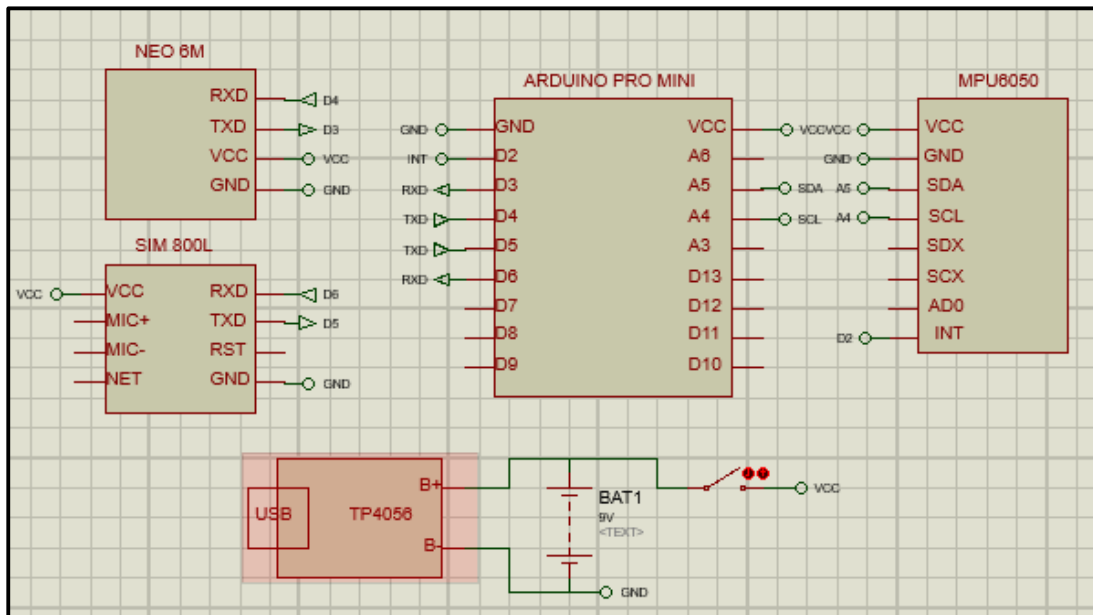 NEO 6M
RXD D4
TXD D3
VCC VCC
GND GND
SIM 800L
VCC VCC RXD D6
MIC+ TXD D5
MIC- RST
NET GND GND
ARDUINO PRO MINI
GND GND VCC VCC
INT D2 A6
RXD D3 A5 SDA
TXD D4 A4 SCL
TXD D5 A3
RXD D6 D13
D7 D12
D8 D11
D9 D10
MPU6050
VCC VCC
GND GND
A5 SDA
A4 SCL
SDX
SCX
AD0
D2 INT
USB TP4056 B+
B-
BAT1
9V
<TEXT>
VCC
GND